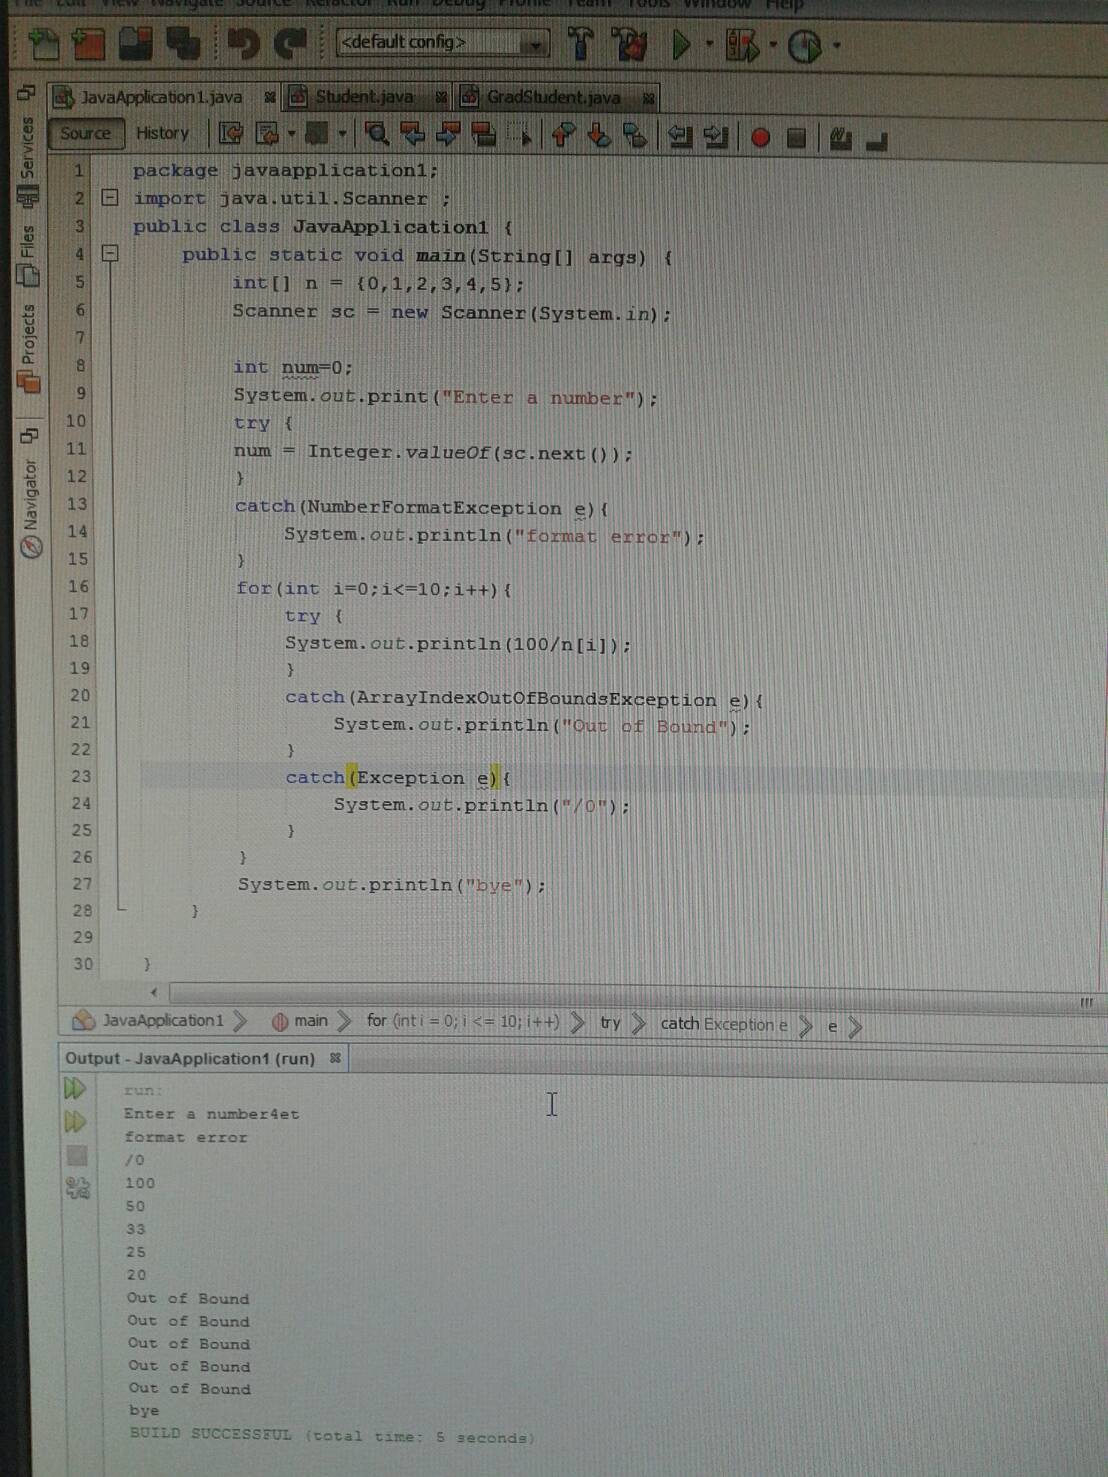 File Edit View Navigate Source Refactor Run Debug Profile Team Tools Window Help
<default config>
JavaApplication1.java Student.java GradStudent.java
Source History
Services
Files
Projects
Navigator
1 package javaapplication1;
2 import java.util.Scanner ;
3 public class JavaApplication1 {
4 public static void main(String[] args) {
5 int[] n = {0,1,2,3,4,5};
6 Scanner sc = new Scanner(System.in);
7
8 int num=0;
9 System.out.print("Enter a number");
10 try {
11 num = Integer.valueOf(sc.next());
12 }
13 catch(NumberFormatException e){
14 System.out.println("format error");
15 }
16 for(int i=0;i<=10;i++){
17 try {
18 System.out.println(100/n[i]);
19 }
20 catch(ArrayIndexOutOfBoundsException e){
21 System.out.println("Out of Bound");
22 }
23 catch(Exception e){
24 System.out.println("/0");
25 }
26 }
27 System.out.println("bye");
28 }
29
30 }
JavaApplication1 main for (int i = 0; i <= 10; i++) try catch Exception e e
Output - JavaApplication1 (run)
run:
Enter a number4et
format error
/0
100
50
33
25
20
Out of Bound
Out of Bound
Out of Bound
Out of Bound
Out of Bound
bye
BUILD SUCCESSFUL (total time: 5 seconds)